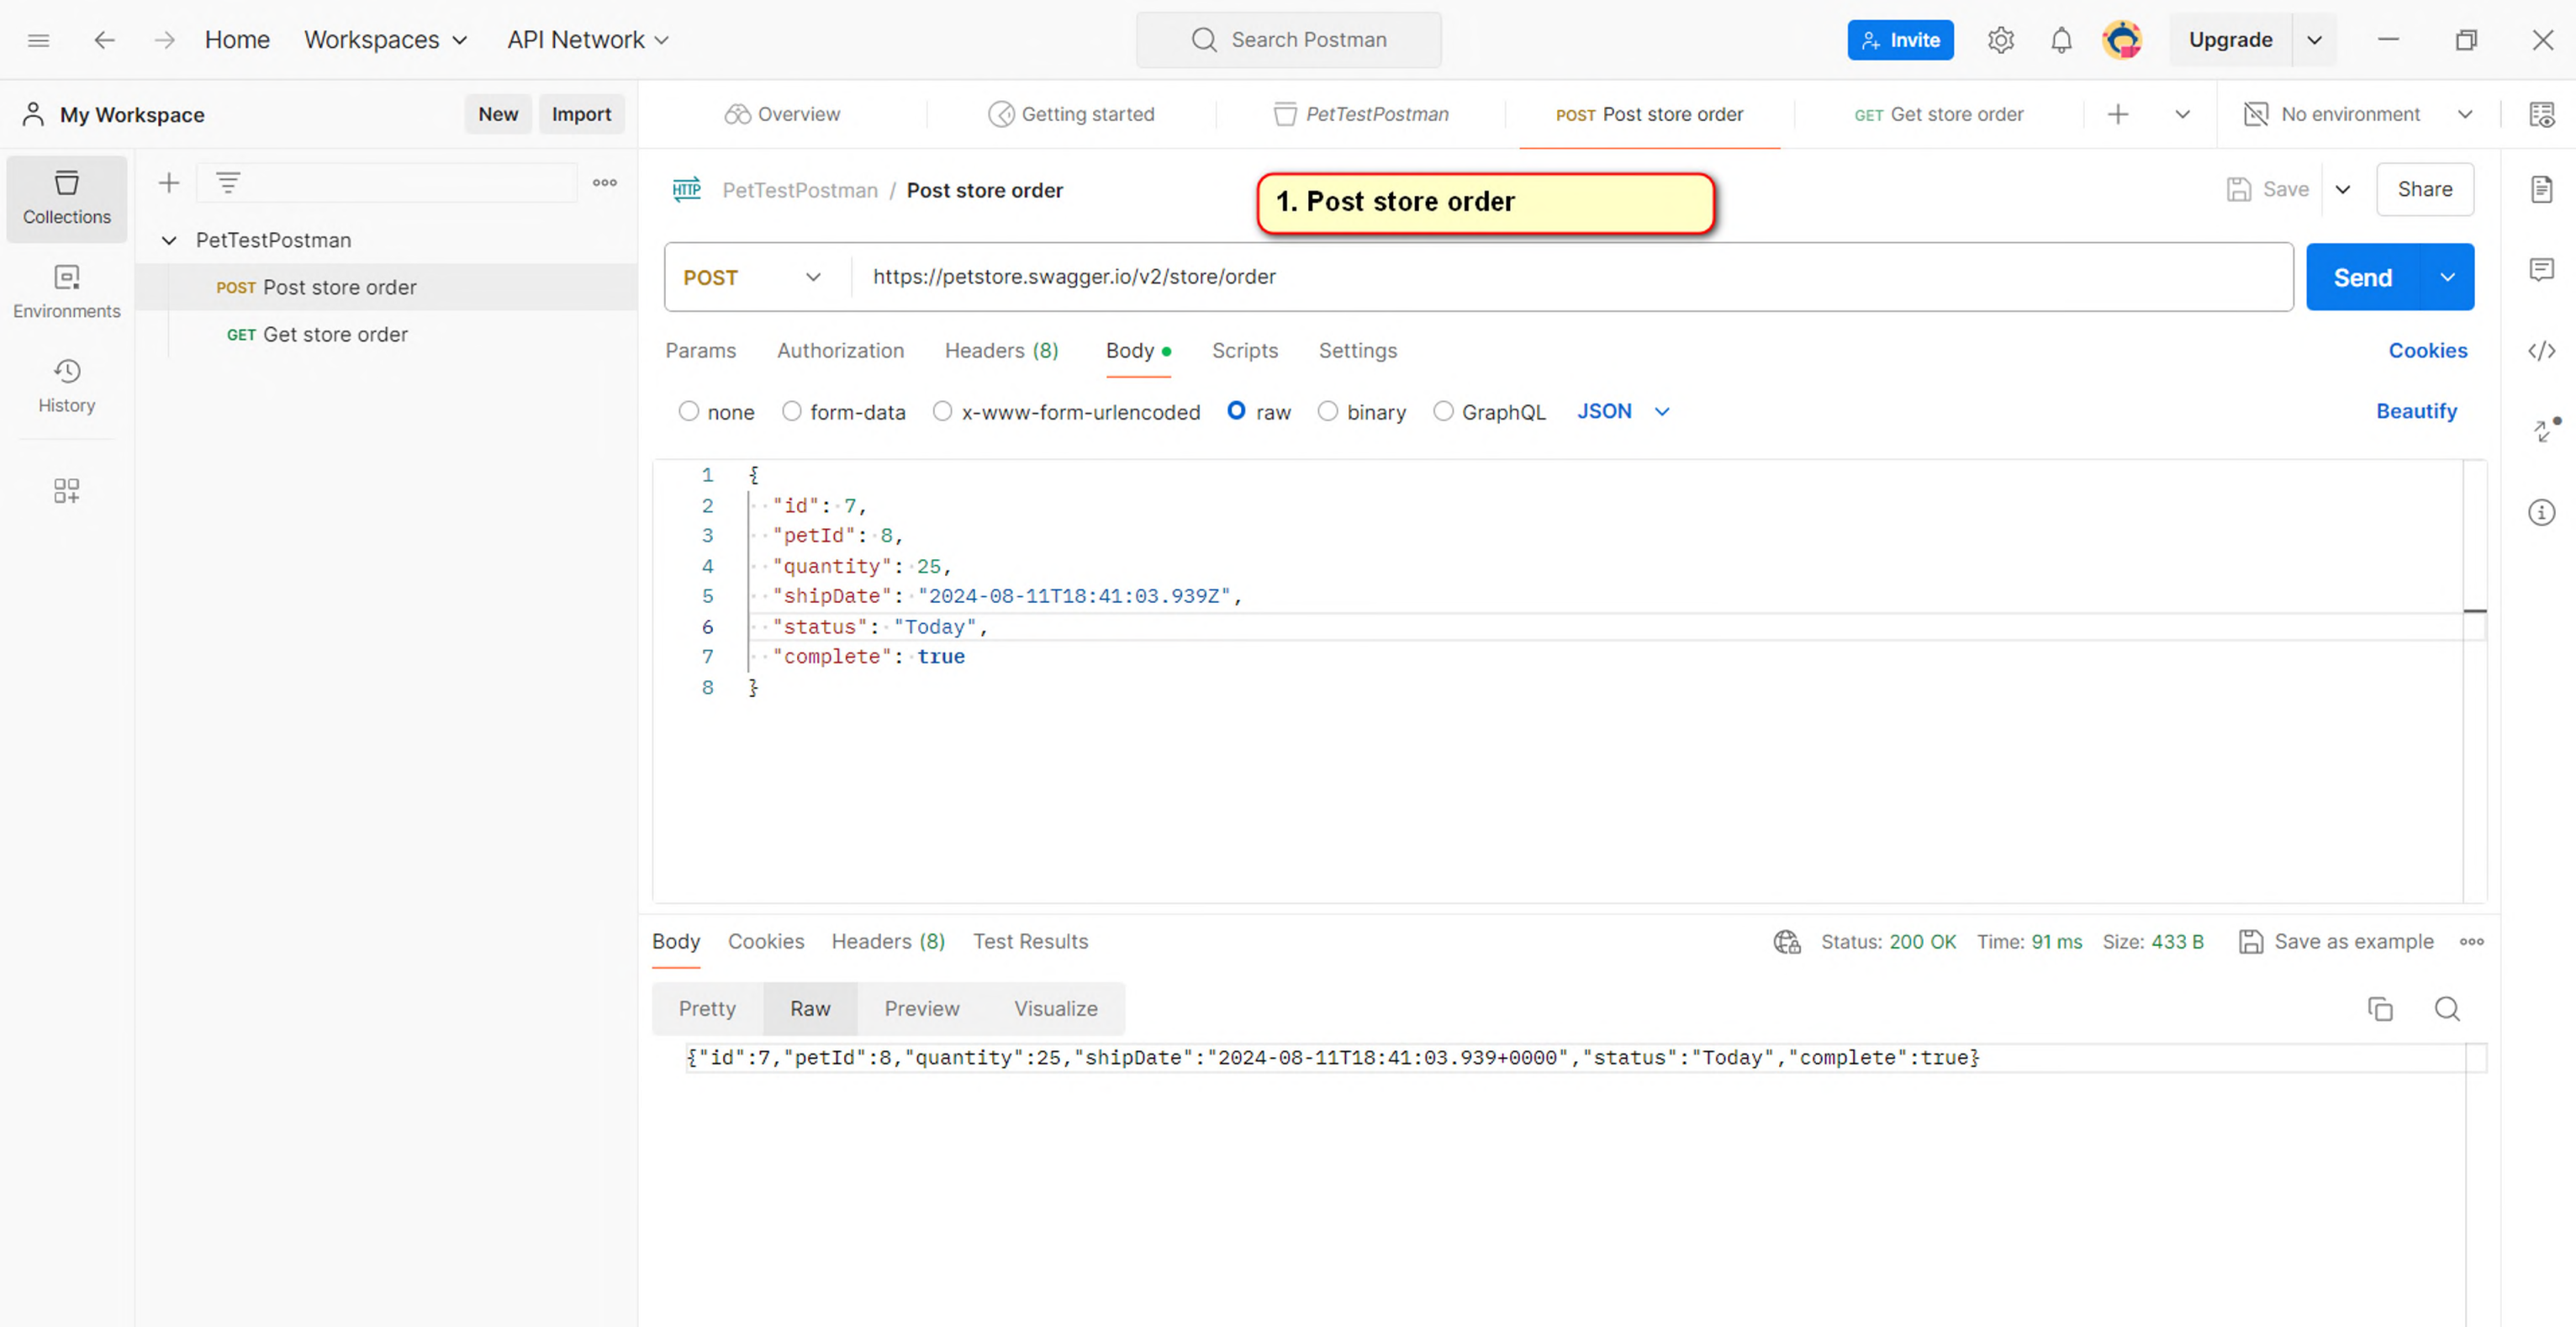 Home Workspaces API Network Search Postman Invite Upgrade
My Workspace New Import Overview Getting started PetTestPostman POST Post store order GET Get store order No environment
Collections
Environments
History
PetTestPostman
POST Post store order
GET Get store order
HTTP PetTestPostman / Post store order
1. Post store order
Save Share
POST https://petstore.swagger.io/v2/store/order Send
Params Authorization Headers (8) Body Scripts Settings Cookies
none form-data x-www-form-urlencoded raw binary GraphQL JSON Beautify
1 {
2 "id": 7,
3 "petId": 8,
4 "quantity": 25,
5 "shipDate": "2024-08-11T18:41:03.939Z",
6 "status": "Today",
7 "complete": true
8 }
Body Cookies Headers (8) Test Results Status: 200 OK Time: 91 ms Size: 433 B Save as example
Pretty Raw Preview Visualize
{"id":7,"petId":8,"quantity":25,"shipDate":"2024-08-11T18:41:03.939+0000","status":"Today","complete":true}